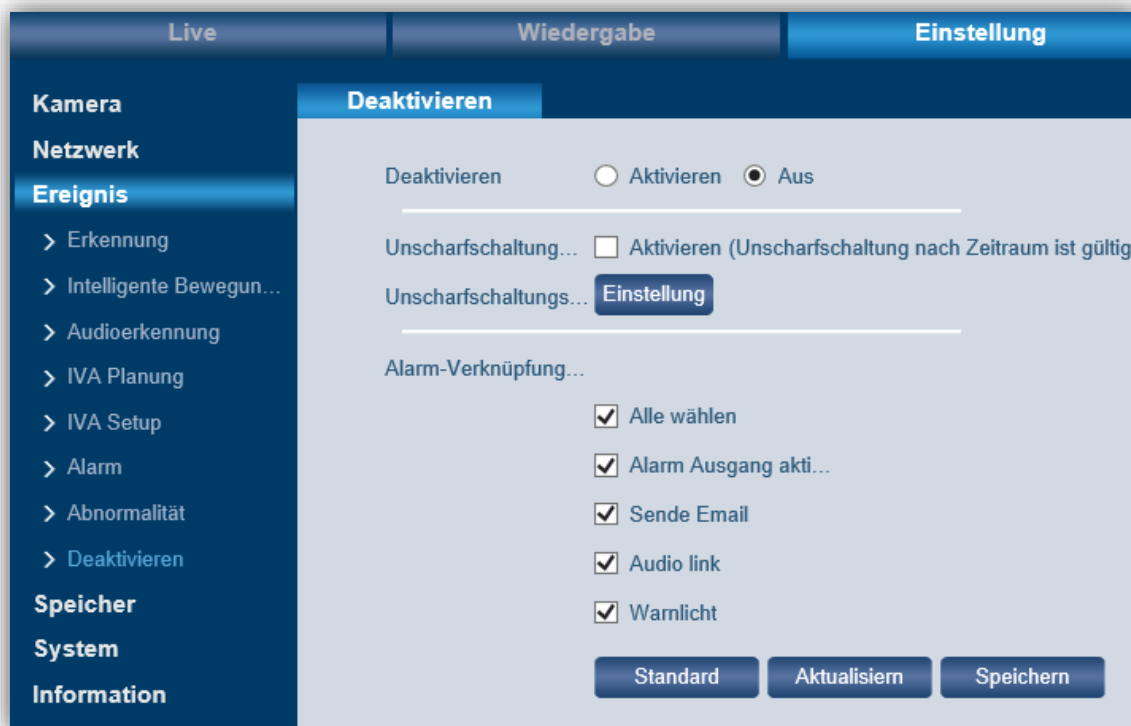 Live
Wiedergabe
Einstellung
Kamera
Netzwerk
Ereignis
Erkennung
Intelligente Bewegun...
Audioerkennung
IVA Planung
IVA Setup
Alarm
Abnormalität
Deaktivieren
Speicher
System
Information
Deaktivieren
Deaktivieren Aktivieren Aus
Unscharfschaltung... Aktivieren (Unscharfschaltung nach Zeitraum ist gültig
Unscharfschaltungs... Einstellung
Alarm-Verknüpfung...
Alle wählen
Alarm Ausgang akti...
Sende Email
Audio link
Warnlicht
Standard Aktualisiern Speichern